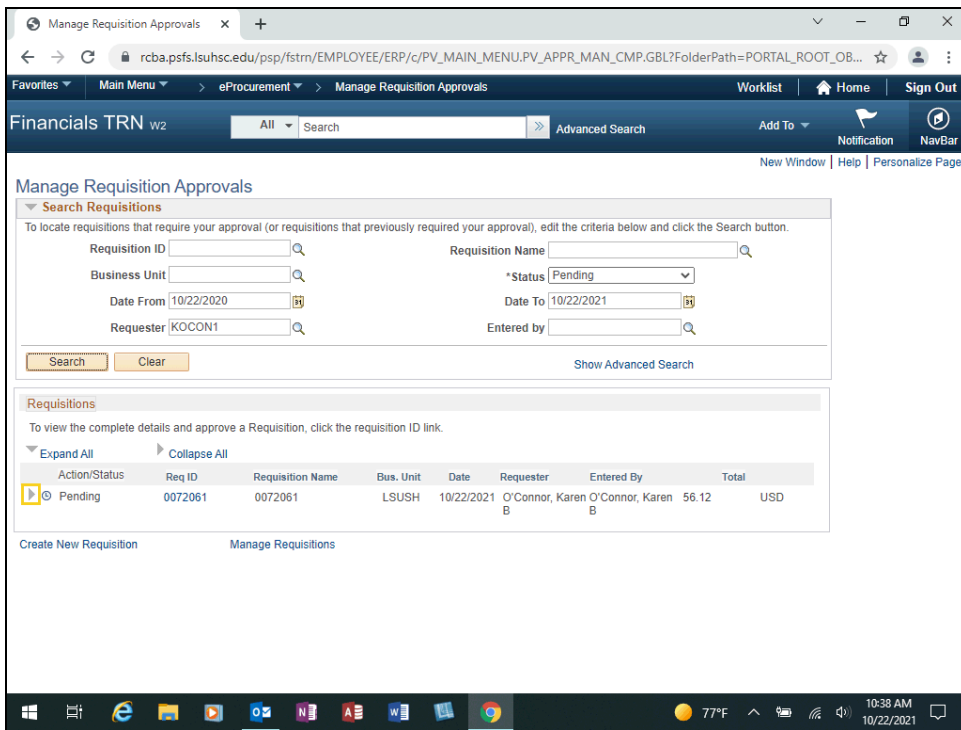 Manage Requisition Approvals
rcba.psfs.lsuhsc.edu/psp/fstrn/EMPLOYEE/ERP/c/PV_MAIN_MENU.PV_APPR_MAN_CMP.GBL?FolderPath=PORTAL_ROOT_OB...
Favorites Main Menu > eProcurement > Manage Requisition Approvals Worklist Home Sign Out
Financials TRN W2 All Search Advanced Search Add To Notification NavBar
New Window | Help | Personalize Page
Manage Requisition Approvals
Search Requisitions
To locate requisitions that require your approval (or requisitions that previously required your approval), edit the criteria below and click the Search button.
Requisition ID Requisition Name
Business Unit *Status Pending
Date From 10/22/2020 31 Date To 10/22/2021 31
Requester KOCON1 Entered by
Search Clear Show Advanced Search
Requisitions
To view the complete details and approve a Requisition, click the requisition ID link.
Expand All Collapse All
Action/Status Req ID Requisition Name Bus. Unit Date Requester Entered By Total
Pending 0072061 0072061 LSUSH 10/22/2021 O'Connor, Karen O'Connor, Karen 56.12 USD
B B
Create New Requisition Manage Requisitions
77°F 10:38 AM
10/22/2021